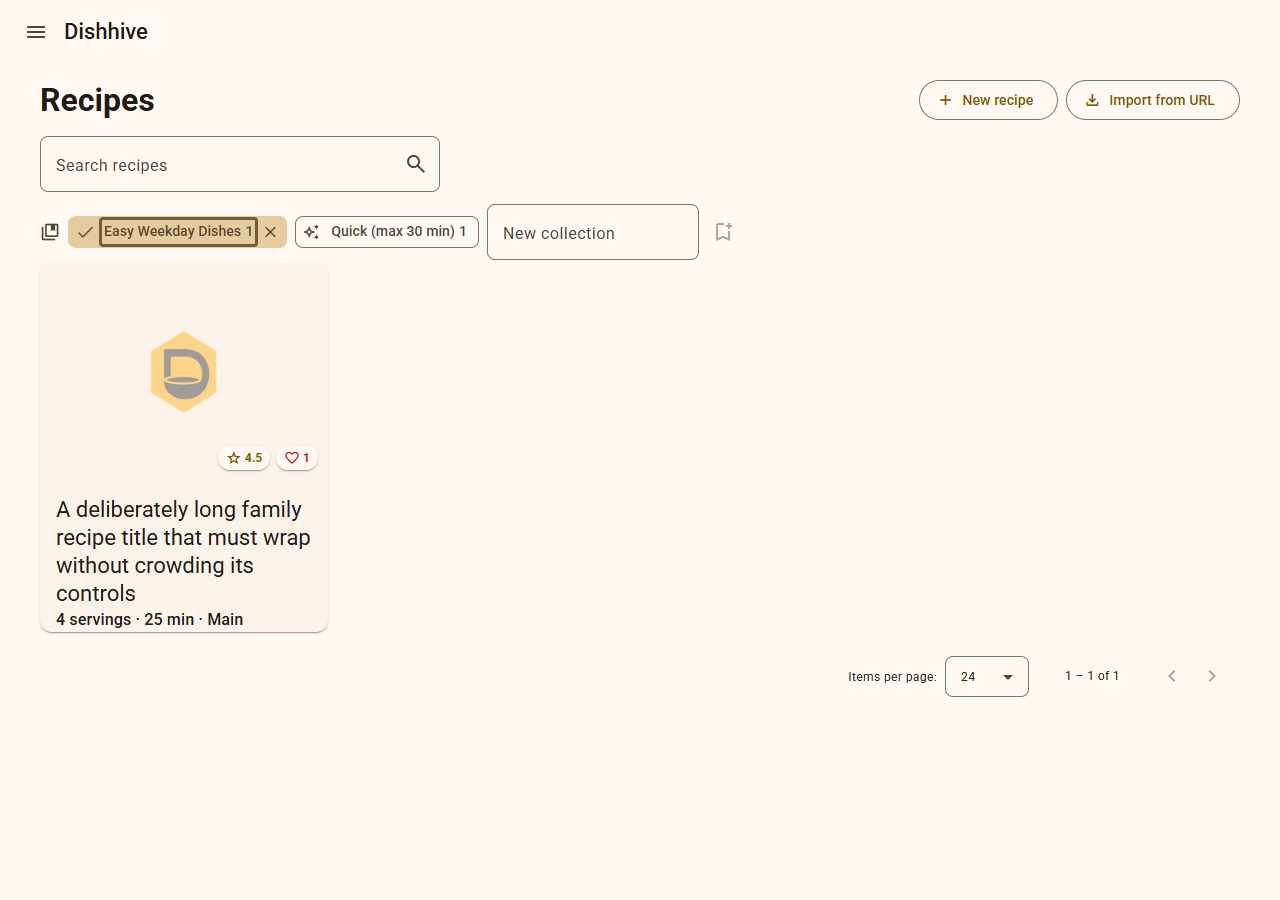 Dishhive
Recipes
New recipe
Import from URL
Search recipes
Easy Weekday Dishes 1
Quick (max 30 min) 1
New collection
D
4.5
1
A deliberately long family
recipe title that must wrap
without crowding its
controls
4 servings · 25 min · Main
Items per page:
24
1 – 1 of 1